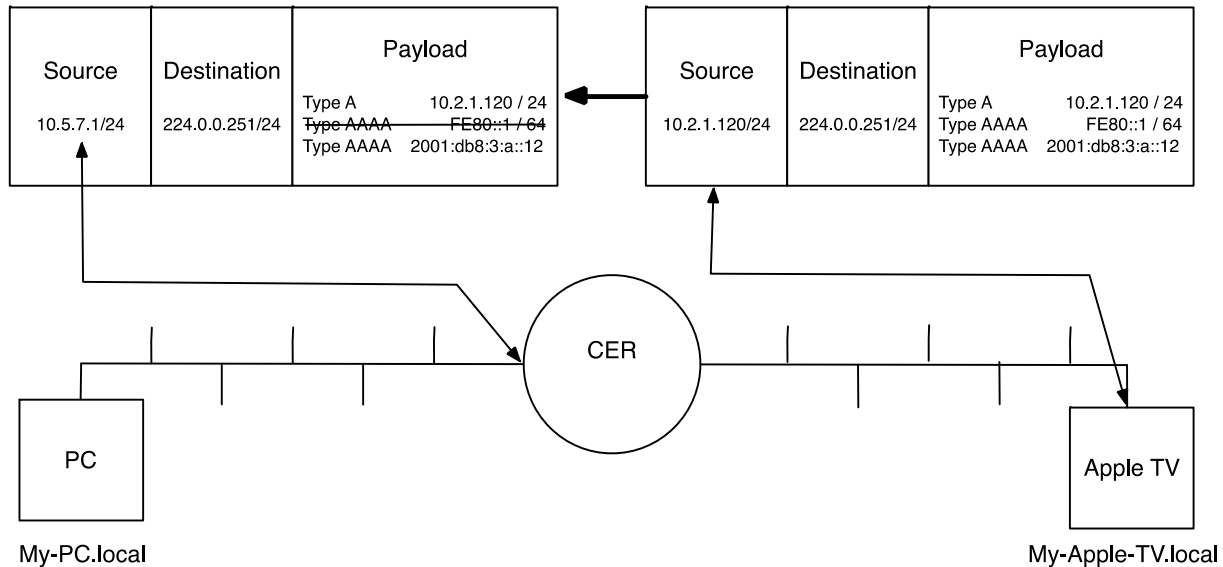 Source
10.5.7.1/24
Destination
224.0.0.251/24
Payload
Type A 10.2.1.120 / 24
Type AAAA FE80::1 / 64
Type AAAA 2001:db8:3:a::12
Source
10.2.1.120/24
Destination
224.0.0.251/24
Payload
Type A 10.2.1.120 / 24
Type AAAA FE80::1 / 64
Type AAAA 2001:db8:3:a::12
CER
PC
My-PC.local
Apple TV
My-Apple-TV.local